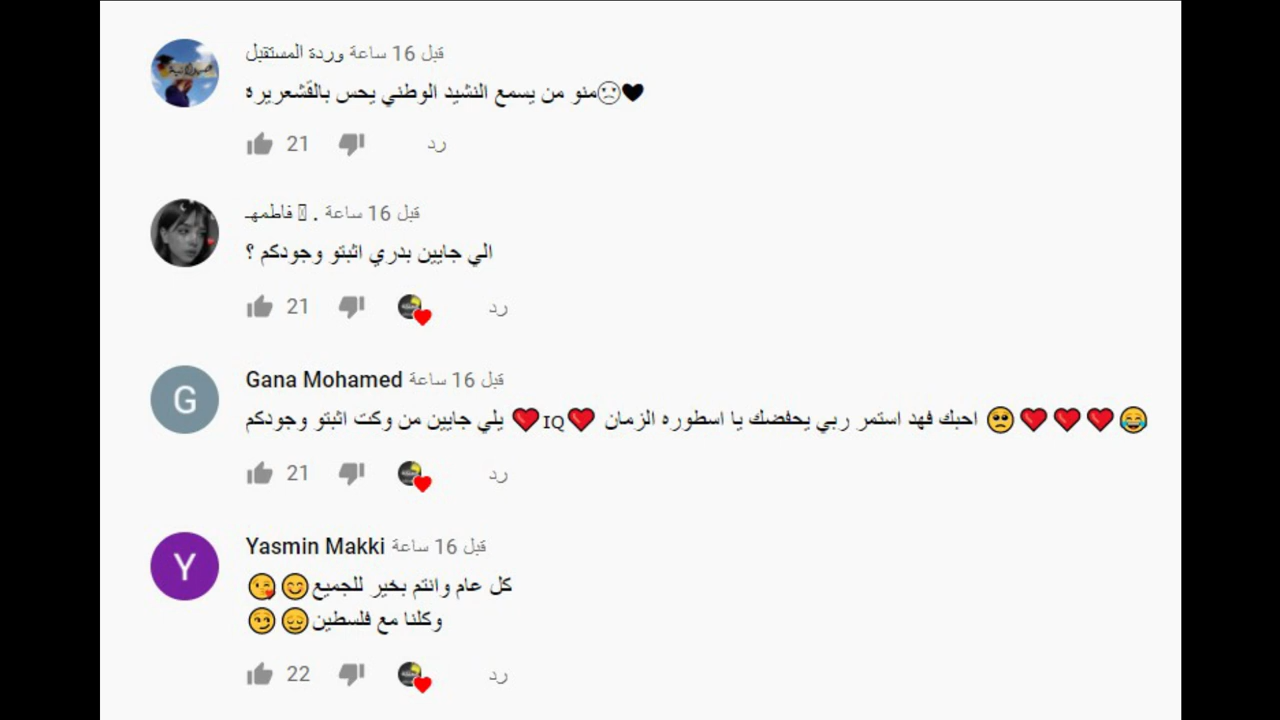 وردة المستقبل قبل 16 ساعة
منو من يسمع النشيد الوطني يحس بالقشعريره☹🖤
21 رد
فاطمهـ . قبل 16 ساعة
الي جايين بدري اثبتو وجودكم ؟
21 رد
Gana Mohamed قبل 16 ساعة
😂❤❤❤🥺 احبك فهد استمر ربي يحفضك يا اسطوره الزمان ❤IQ❤ يلي جايين من وكت اثبتو وجودكم
21 رد
Yasmin Makki قبل 16 ساعة
كل عام وانتم بخير للجميع😊😘
وكلنا مع فلسطين😔😏
22 رد
G
Y